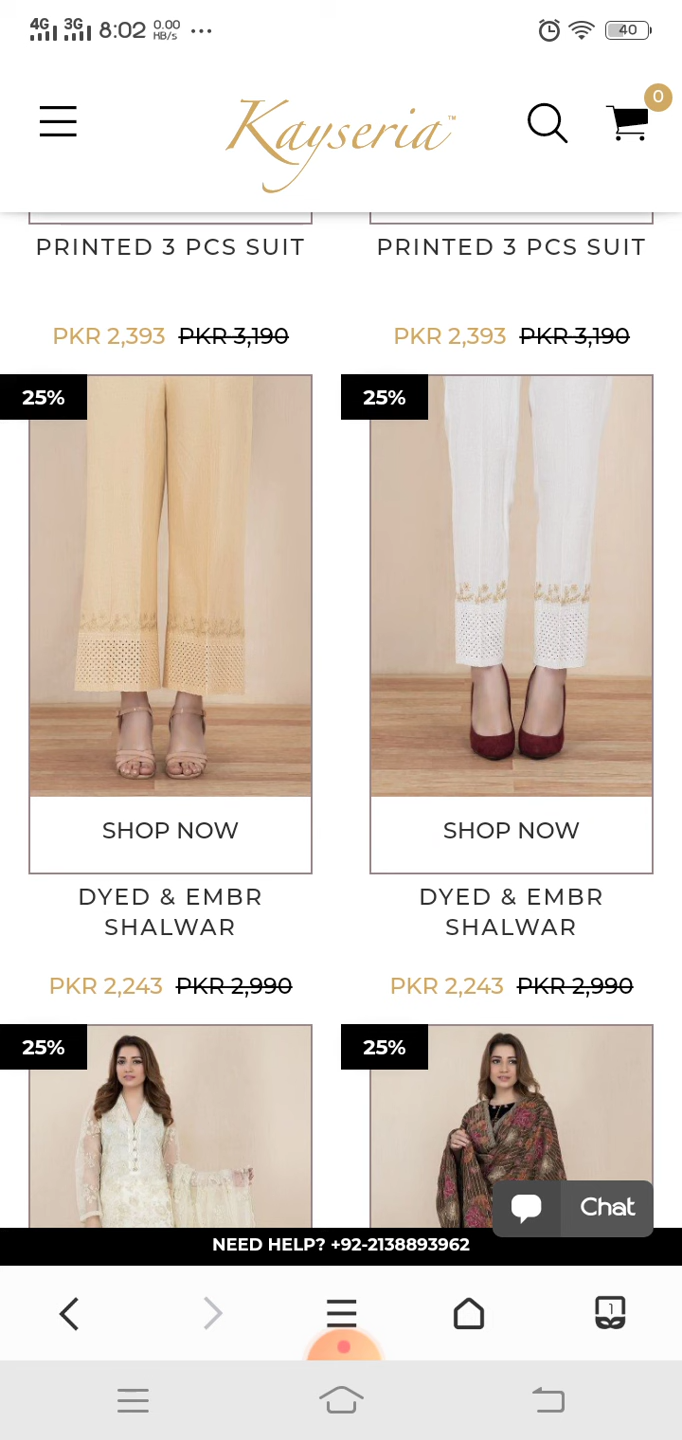 4G 3G 8:02 0.00 HB/s ... 40
0
Kayseria™
PRINTED 3 PCS SUIT
PRINTED 3 PCS SUIT
PKR 2,393 PKR 3,190
PKR 2,393 PKR 3,190
25%
25%
SHOP NOW
SHOP NOW
DYED & EMBR
SHALWAR
DYED & EMBR
SHALWAR
PKR 2,243 PKR 2,990
PKR 2,243 PKR 2,990
25%
25%
Chat
NEED HELP? +92-2138893962
1